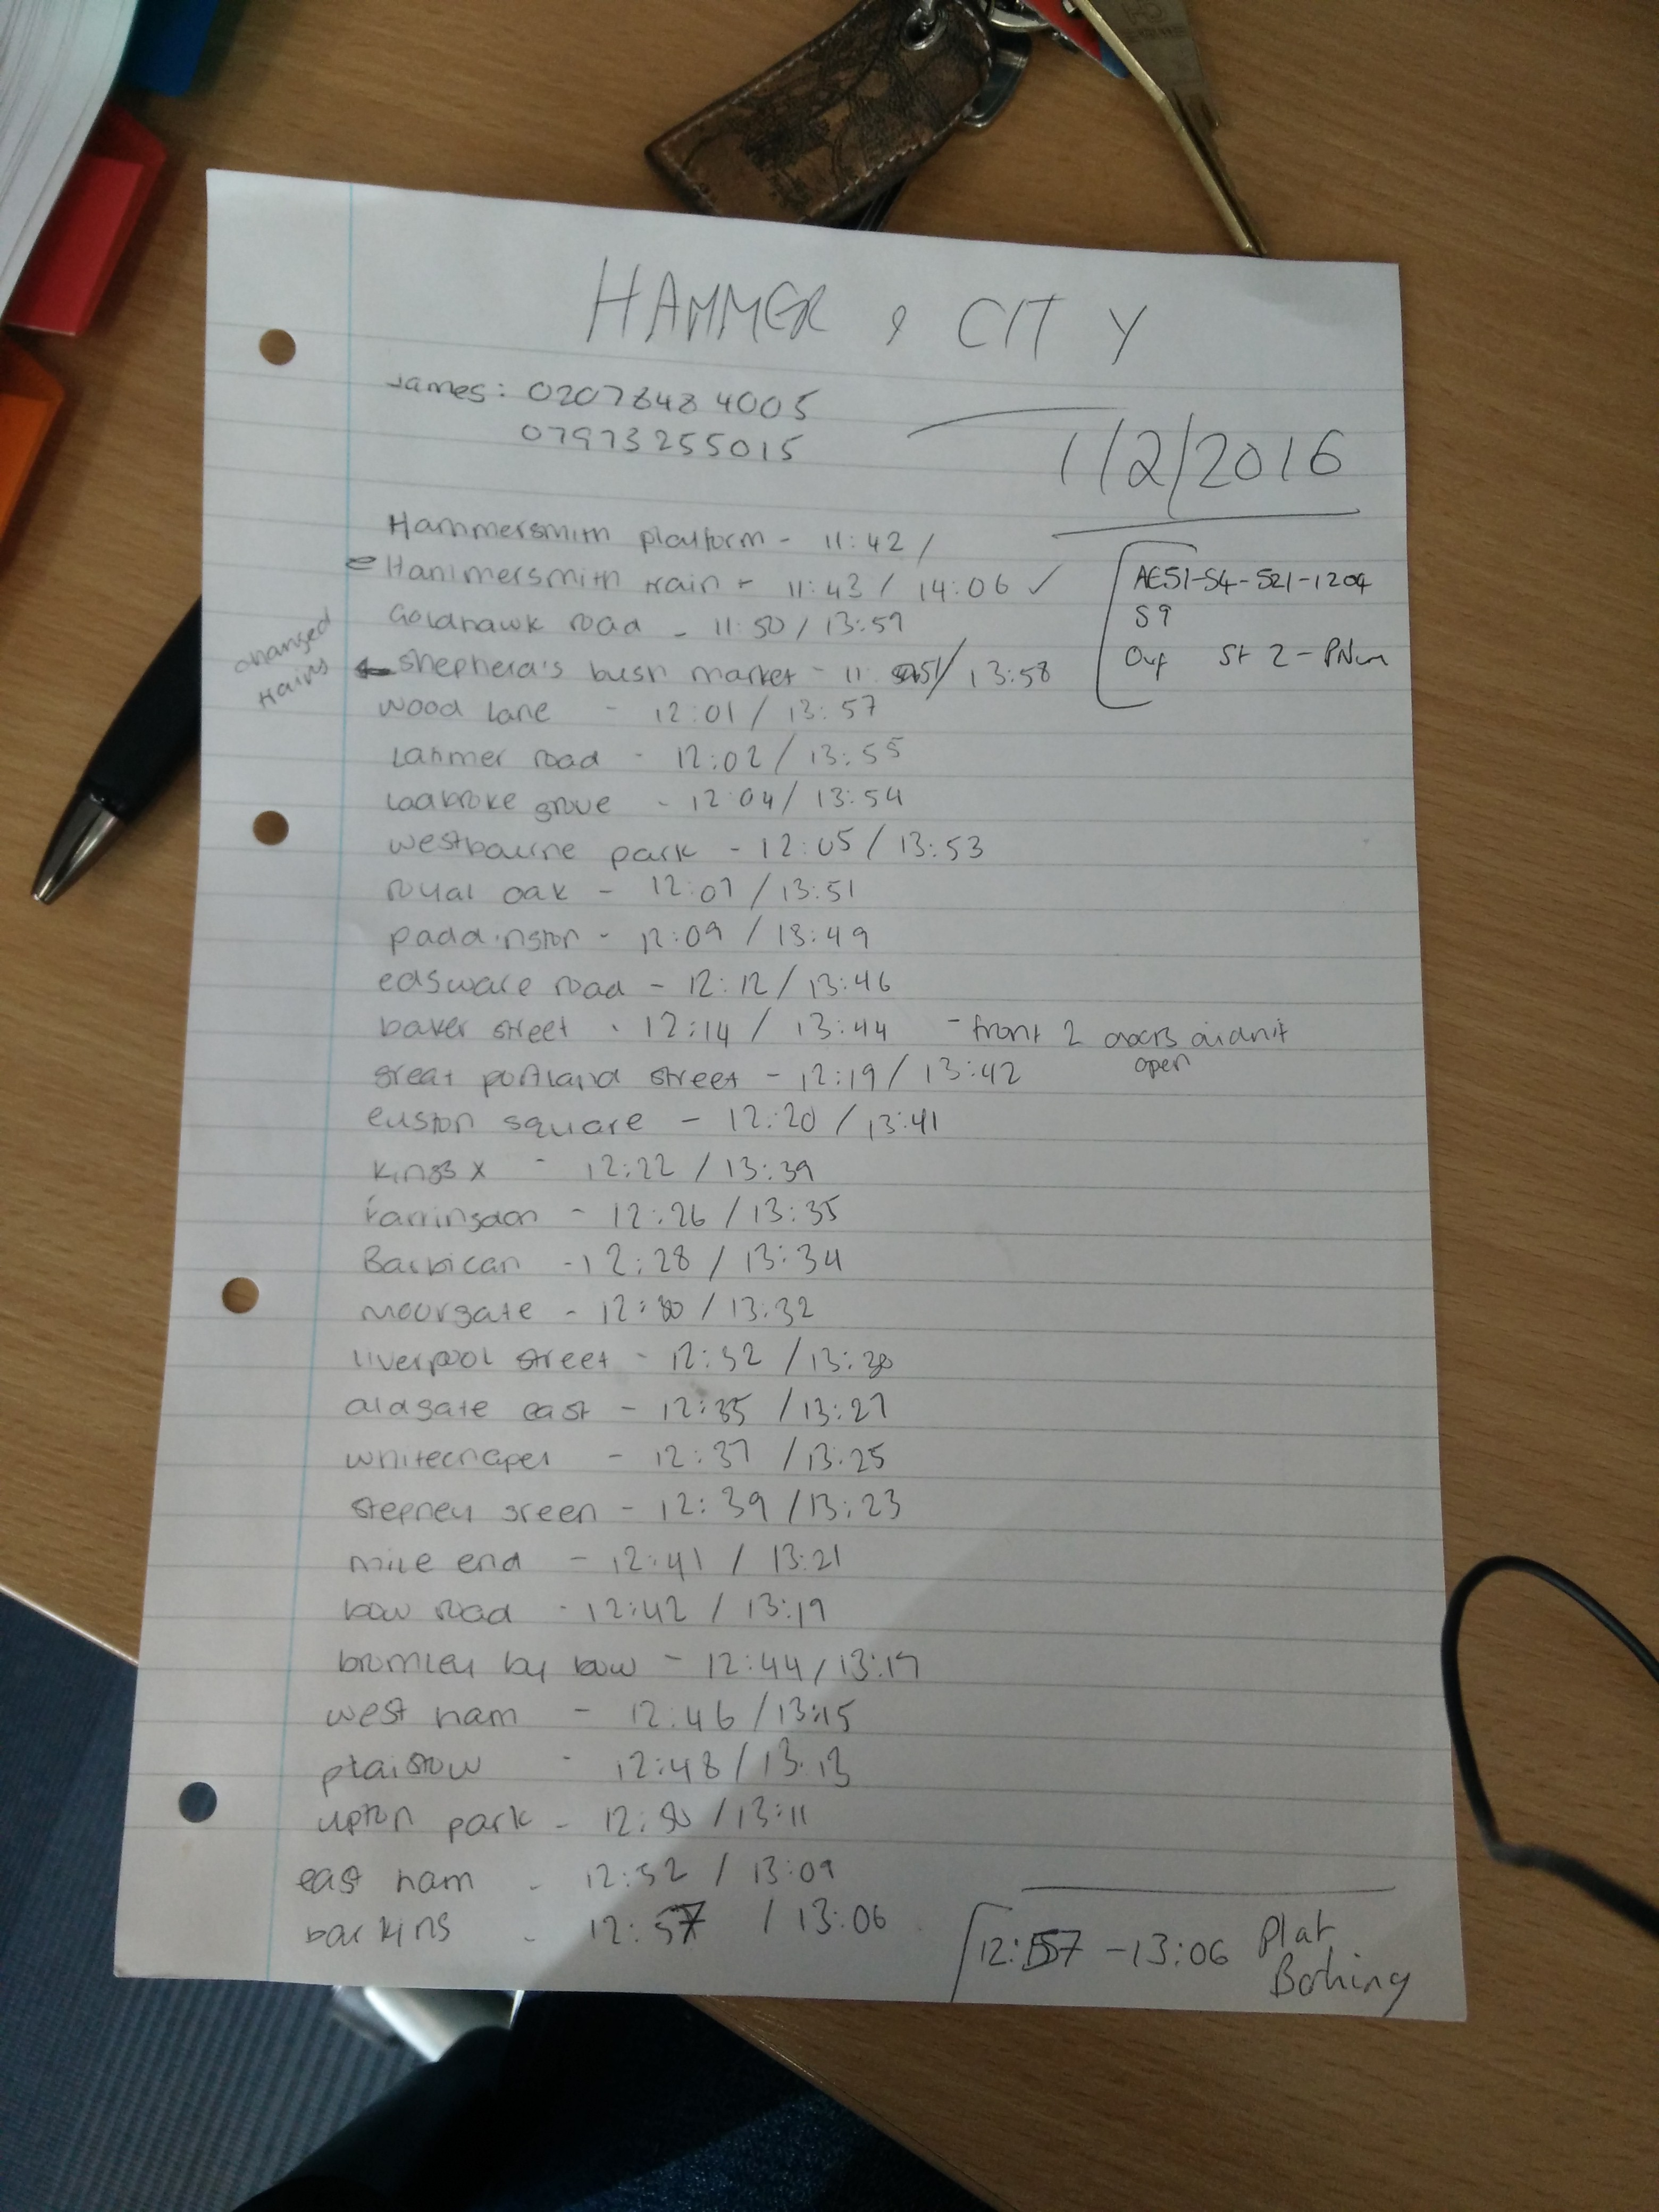 HAMMER & CITY
James: 0207848 4005
07973255015
1/2/2016
Hammersmith platform - 11:42 /
Hammersmith train - 11:43 / 14:06 ✓
AE51-S4-521-1204
S9
Goldhawk road - 11:50 / 13:59
changed trains
shepherd's bush market - 11:51 / 13:58
St 2 -
wood lane - 12:01 / 13:57
Latimer road - 12:02 / 13:55
Ladbroke grove - 12:04 / 13:54
westbourne park - 12:05 / 13:53
royal oak - 12:07 / 13:51
paddington - 12:09 / 13:49
edgware road - 12:12 / 13:46
baker street - 12:14 / 13:44 - front 2 doors didn't
open
great portland street - 12:19 / 13:42
euston square - 12:20 / 13:41
kings x - 12:22 / 13:39
farringdon - 12:26 / 13:35
Barbican - 12:28 / 13:34
moorgate - 12:30 / 13:32
liverpool street - 12:32 / 13:30
aldgate east - 12:35 / 13:27
whitechapel - 12:37 / 13:25
stepney green - 12:39 / 13:23
mile end - 12:41 / 13:21
bow road - 12:42 / 13:19
bromley by bow - 12:44 / 13:17
west ham - 12:46 / 13:15
plaistow - 12:48 / 13:13
upton park - 12:50 / 13:11
east ham - 12:52 / 13:09
barking - 12:57 / 13:06
12:57 - 13:06 Plat
Barking